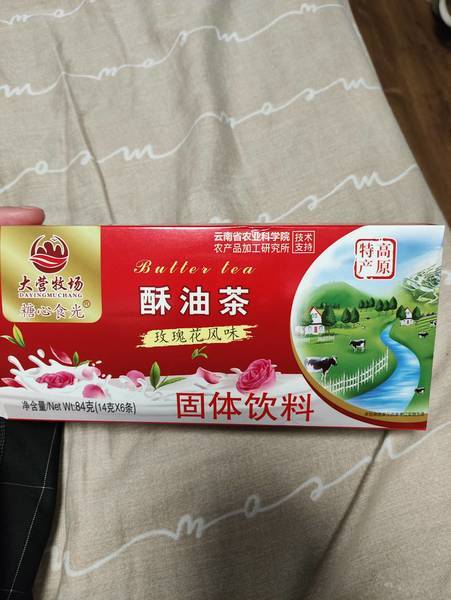 云南省农业科学院
农产品加工研究所
技术
支持
高原
特产
大营牧场
DAYINGMUCHANG
糖心食光®
Butter tea
酥油茶
玫瑰花风味
净含量/Net Wt:84克(14克X6条)
固体饮料